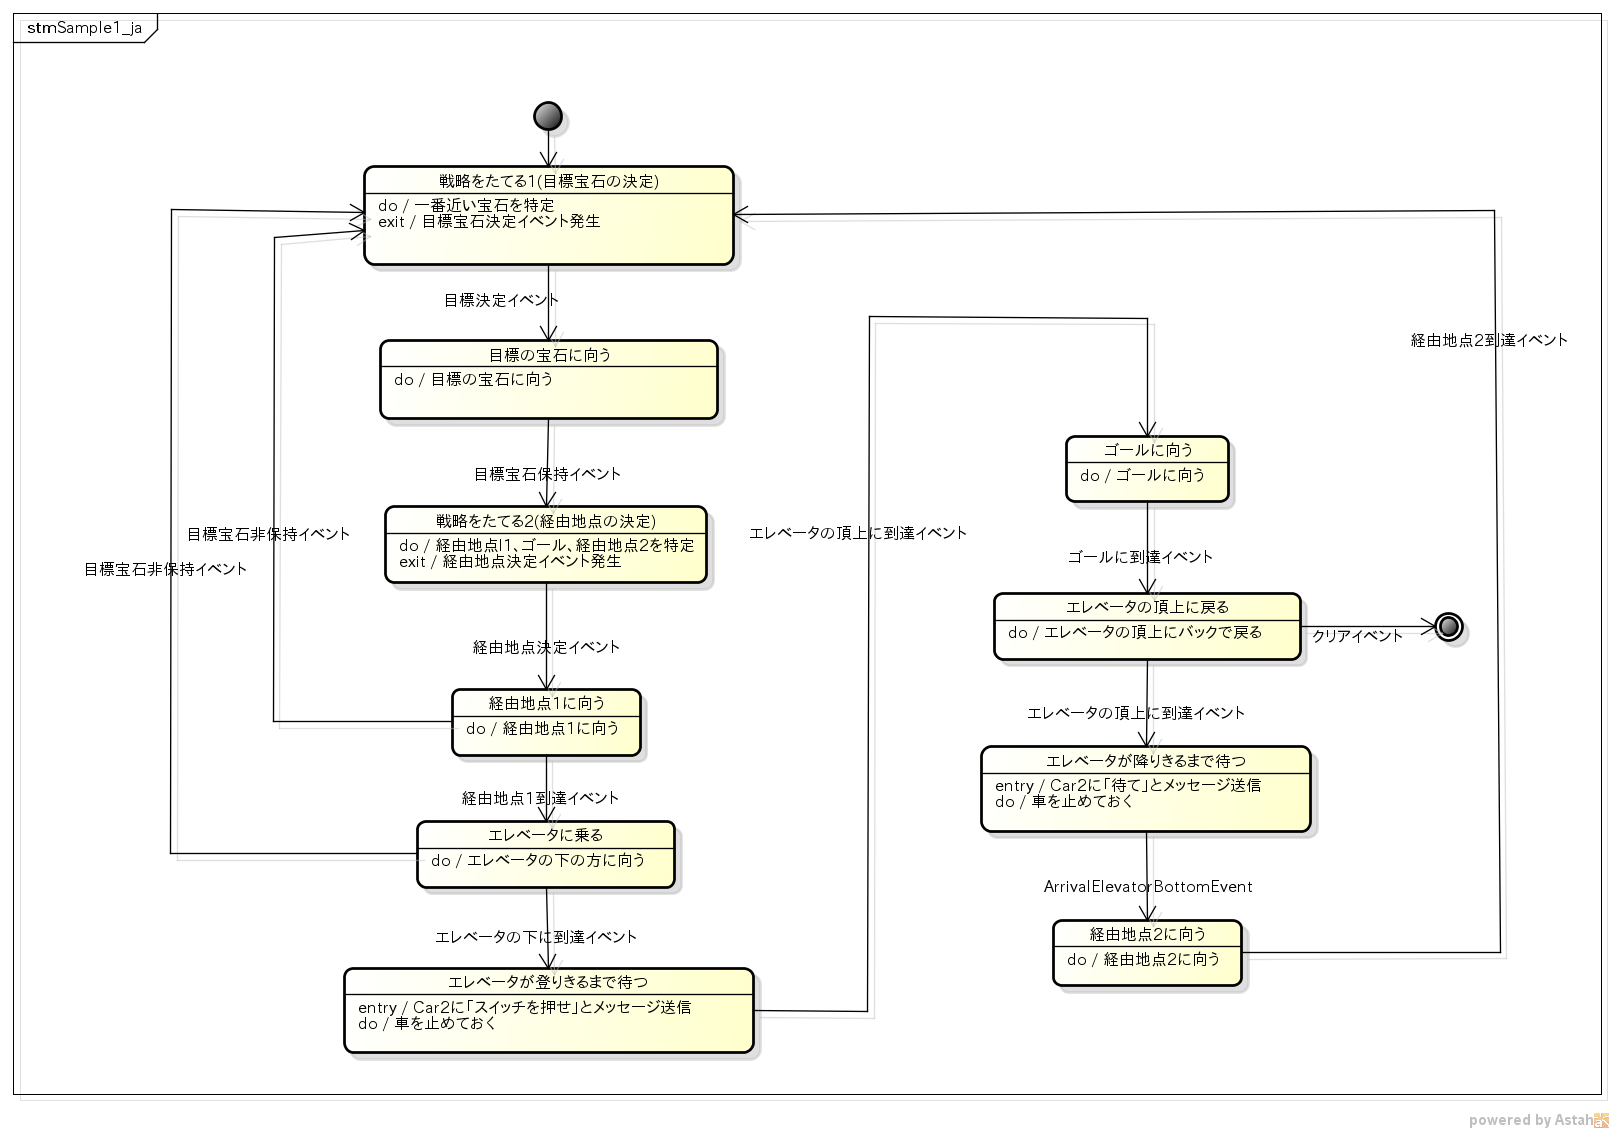 stmSample1_ja
戦略をたてる1(目標宝石の決定)
do / 一番近い宝石を特定
exit / 目標宝石決定イベント発生
目標決定イベント
目標の宝石に向う
do / 目標の宝石に向う
目標宝石保持イベント
戦略をたてる2(経由地点の決定)
do / 経由地点l1、ゴール、経由地点2を特定
exit / 経由地点決定イベント発生
目標宝石非保持イベント
目標宝石非保持イベント
経由地点決定イベント
経由地点1に向う
do / 経由地点1に向う
経由地点1到達イベント
エレベータに乗る
do / エレベータの下の方に向う
エレベータの下に到達イベント
エレベータが登りきるまで待つ
entry / Car2に「スイッチを押せ」とメッセージ送信
do / 車を止めておく
エレベータの頂上に到達イベント
ゴールに向う
do / ゴールに向う
ゴールに到達イベント
エレベータの頂上に戻る
do / エレベータの頂上にバックで戻る
クリアイベント
エレベータの頂上に到達イベント
エレベータが降りきるまで待つ
entry / Car2に「待て」とメッセージ送信
do / 車を止めておく
ArrivalElevatorBottomEvent
経由地点2に向う
do / 経由地点2に向う
経由地点2到達イベント
powered by Astah